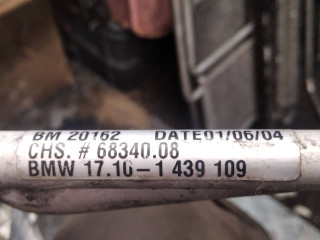 BM 20162 DATE01/06/04
CHS. # 68340.08
BMW 17.10-1 439 109